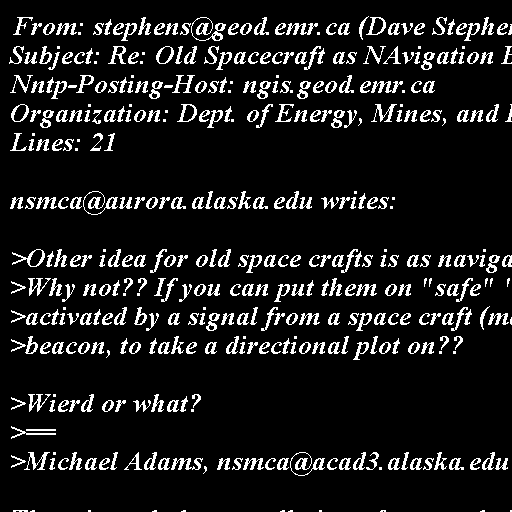 From: stephens@geod.emr.ca (Dave Stephen
Subject: Re: Old Spacecraft as NAvigation
Nntp-Posting-Host: ngis.geod.emr.ca
Organization: Dept. of Energy, Mines, and
Lines: 21

nsmca@aurora.alaska.edu writes:

>Other idea for old space crafts is as naviga
>Why not?? If you can put them on "safe" "
>activated by a signal from a space craft (ma
>beacon, to take a directional plot on??

>Wierd or what?
>==
>Michael Adams, nsmca@acad3.alaska.edu